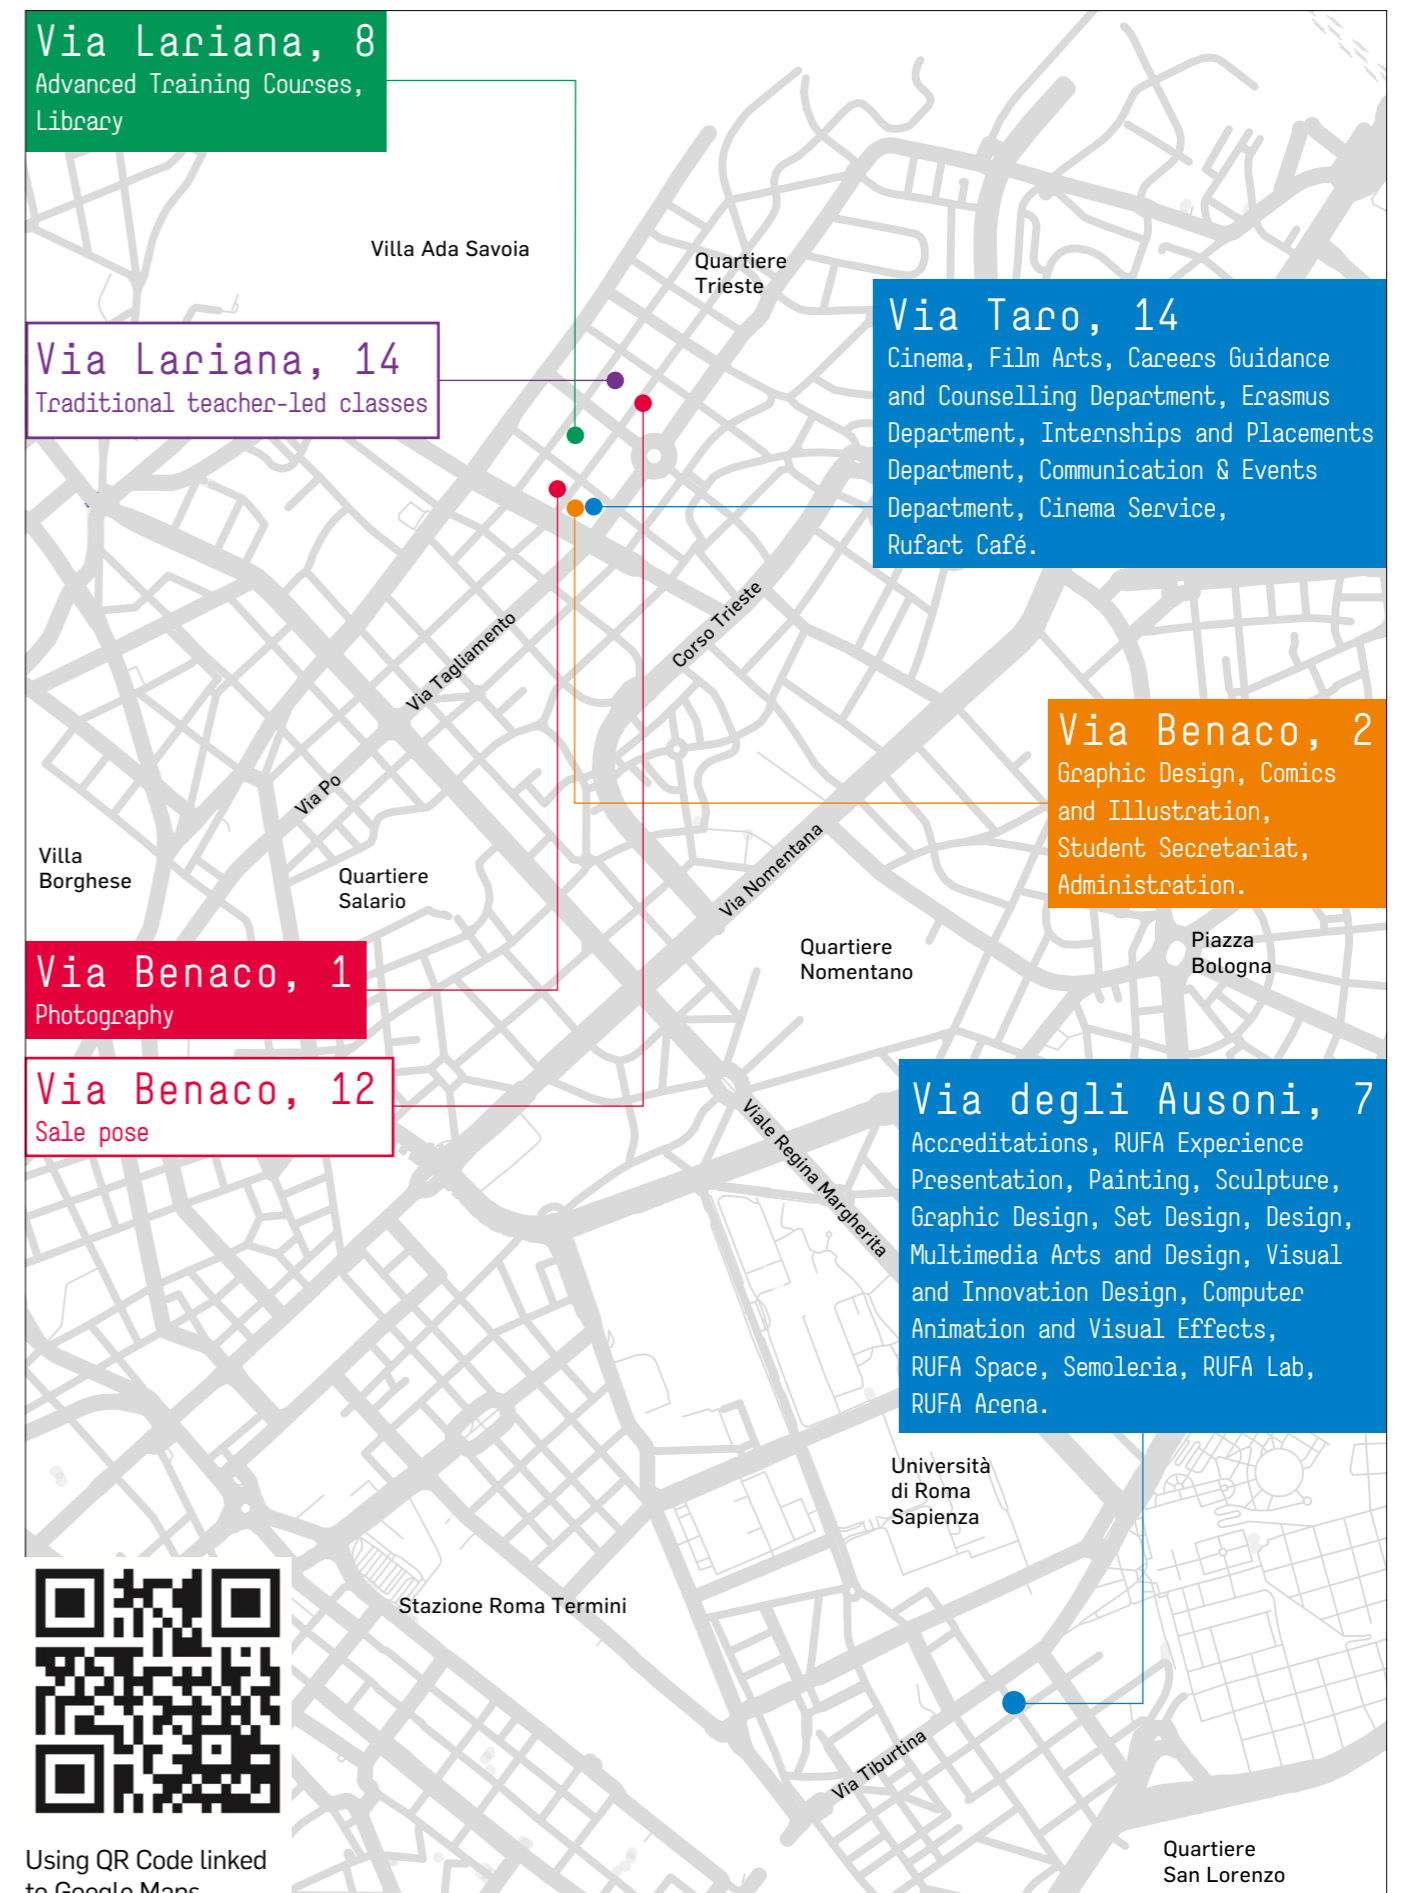 Via Lariana, 8
Advanced Training Courses,
Library
Villa Ada Savoia
Quartiere
Trieste
Via Lariana, 14
Traditional teacher-led classes
Via Taro, 14
Cinema, Film Arts, Careers Guidance
and Counselling Department, Erasmus
Department, Internships and Placements
Department, Communication & Events
Department, Cinema Service,
Rufart Café.
Via Tagliamento
Corso Trieste
Via Po
Via Benaco, 2
Graphic Design, Comics
and Illustration,
Student Secretariat,
Administration.
Villa
Borghese
Quartiere
Salario
Via Nomentana
Quartiere
Nomentano
Piazza
Bologna
Via Benaco, 1
Photography
Via Benaco, 12
Sale pose
Viale Regina Margherita
Via degli Ausoni, 7
Accreditations, RUFA Experience
Presentation, Painting, Sculpture,
Graphic Design, Set Design, Design,
Multimedia Arts and Design, Visual
and Innovation Design, Computer
Animation and Visual Effects,
RUFA Space, Semoleria, RUFA Lab,
RUFA Arena.
Università
di Roma
Sapienza
Stazione Roma Termini
Via Tiburtina
Quartiere
San Lorenzo
Using QR Code linked
to Google Maps